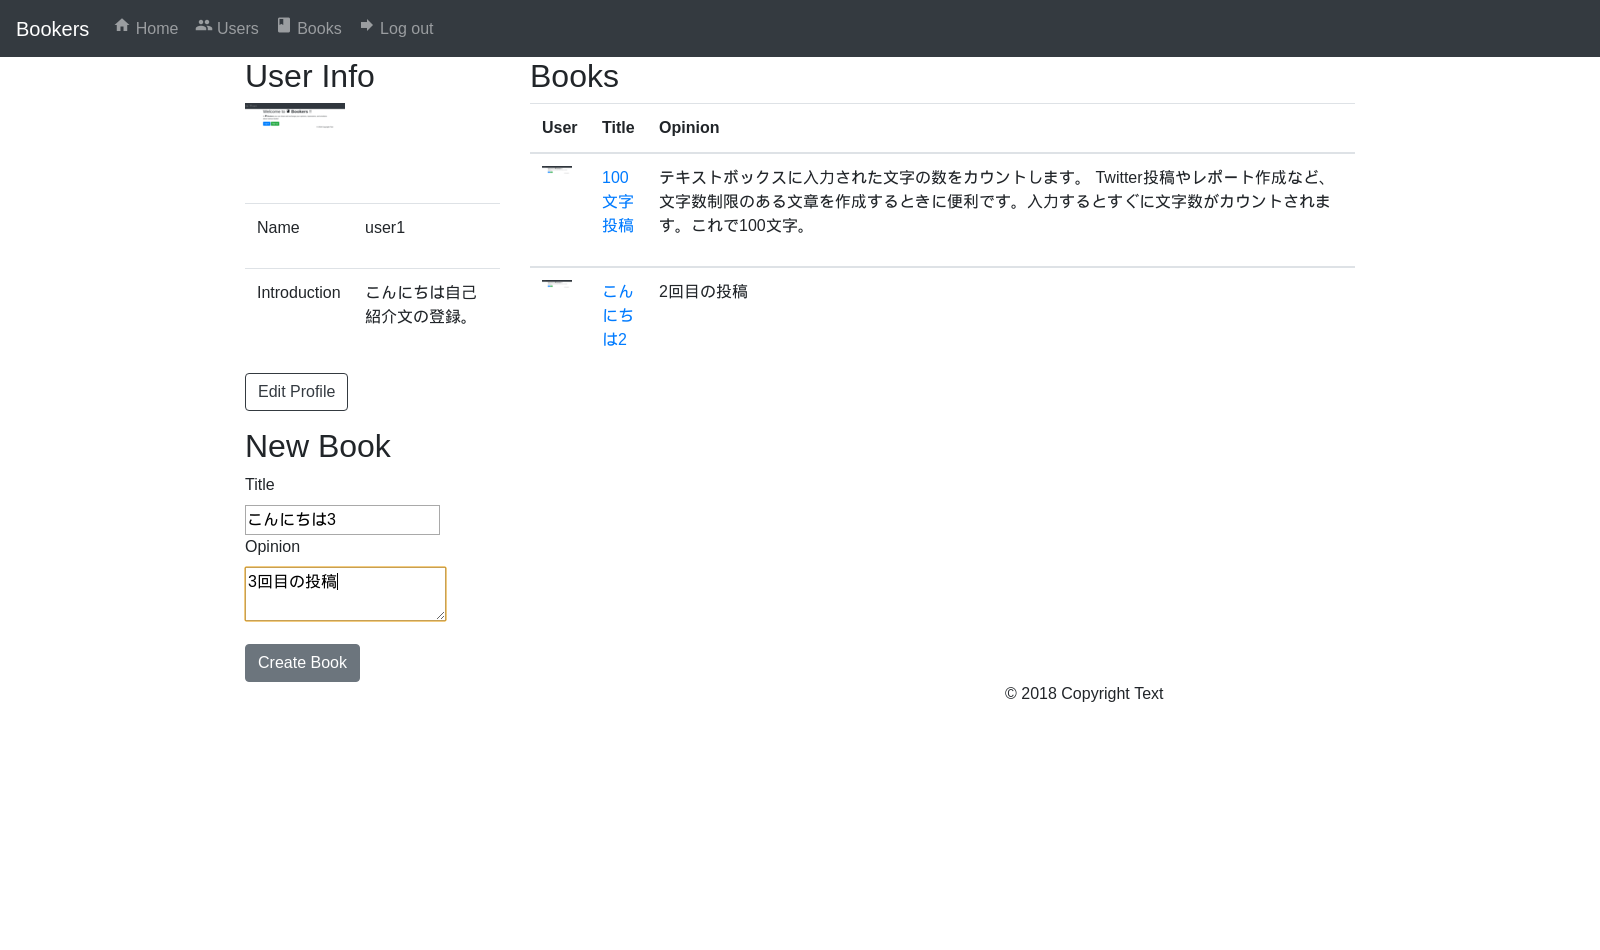 Bookers Home Users Books Log out
User Info
Name user1
Introduction こんにちは自己
紹介文の登録。
Edit Profile
New Book
Title
こんにちは3
Opinion
3回目の投稿
Create Book
Books
User Title Opinion
100 テキストボックスに入力された文字の数をカウントします。 Twitter投稿やレポート作成など、
文字 文字数制限のある文章を作成するときに便利です。入力するとすぐに文字数がカウントされま
投稿 す。これで100文字。
こん 2回目の投稿
にち
は2
© 2018 Copyright Text